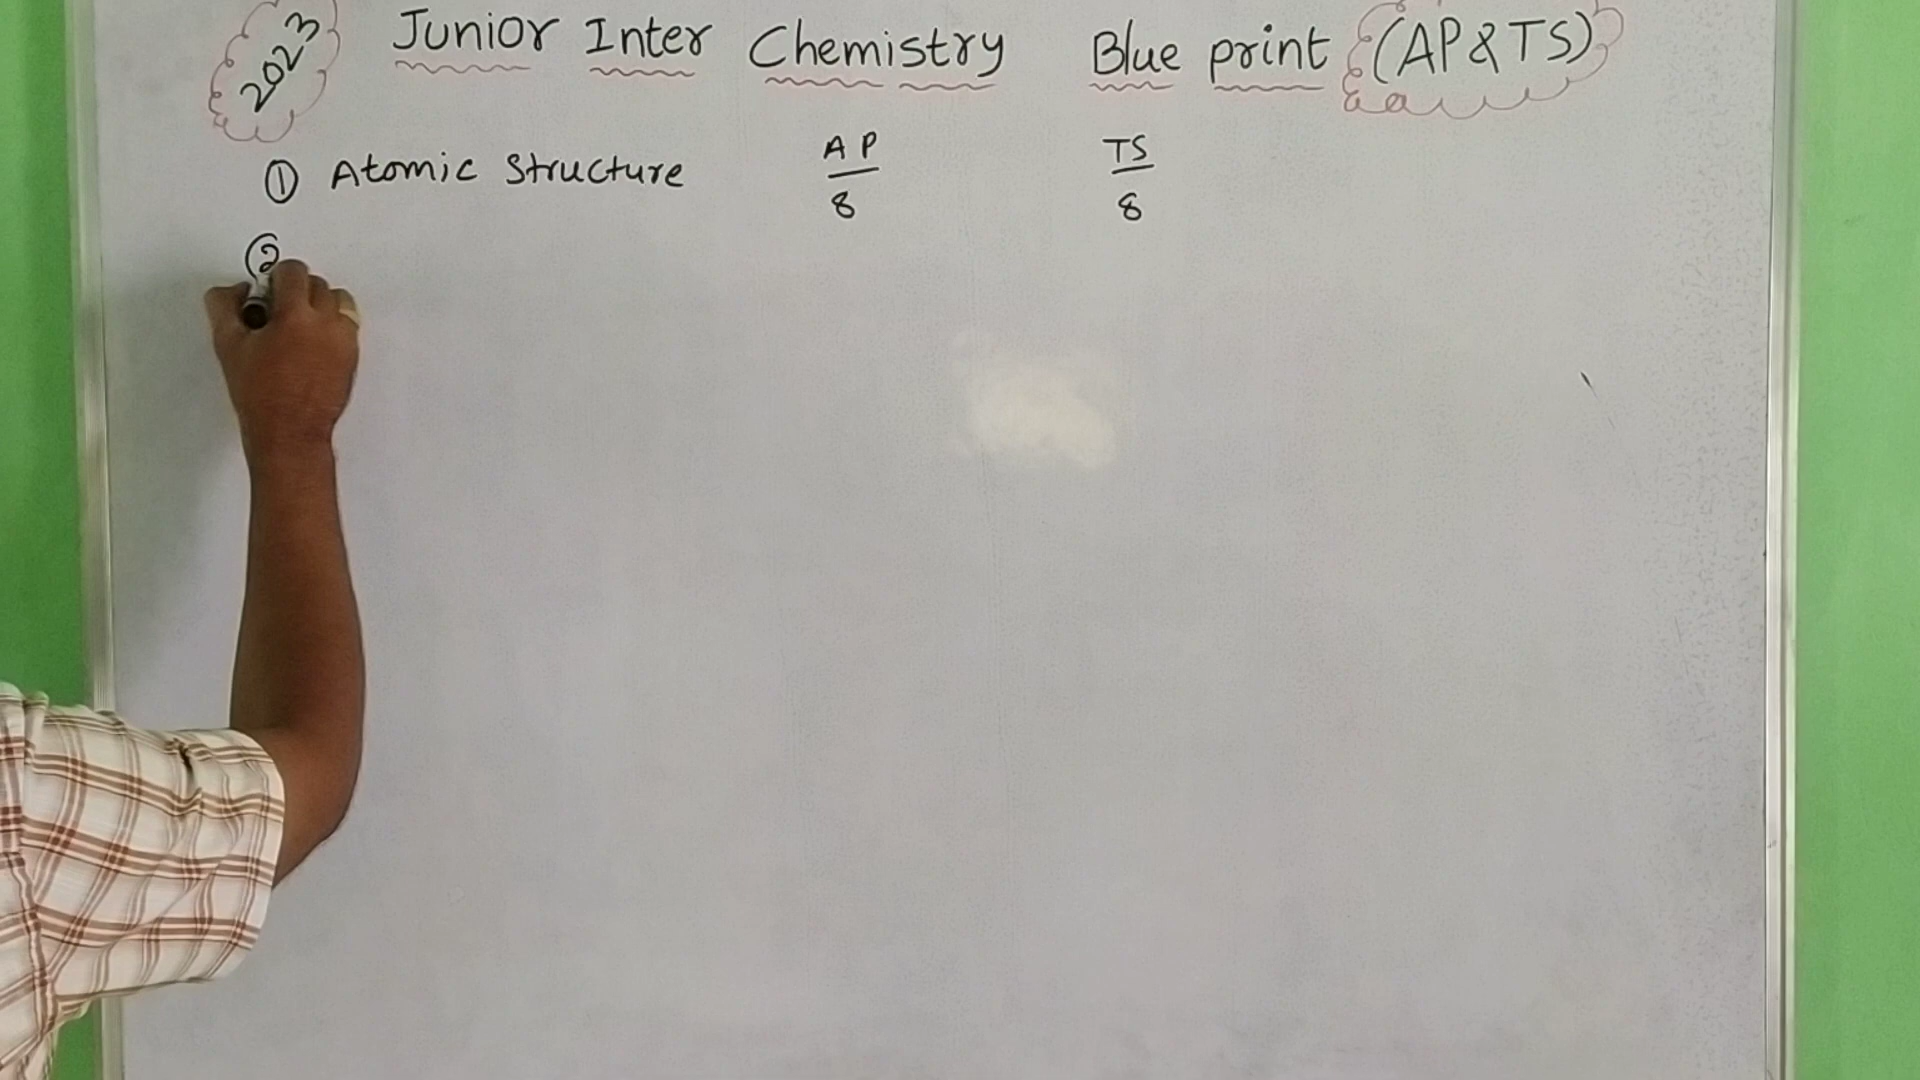 2023 Junior Inter Chemistry Blue print (AP & TS)
① Atomic Structure AP TS
8 8
②